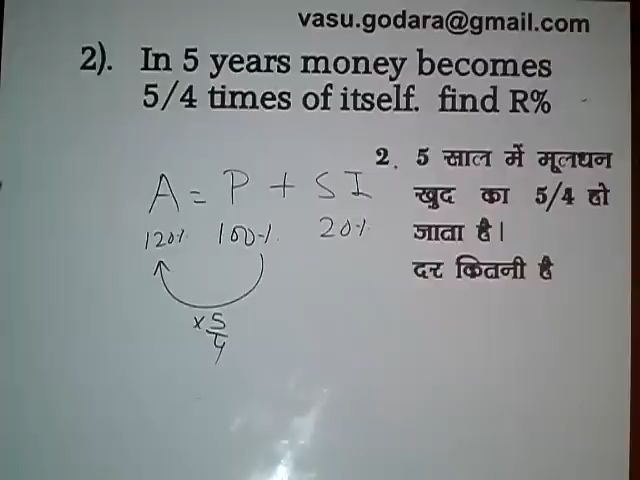 vasu.godara@gmail.com
2). In 5 years money becomes
5/4 times of itself. find R%
2. 5 साल में मूलधन
खुद का 5/4 हो
जाता है।
दर कितनी है
A = P + SI
120% 100% 20%
× 5/4